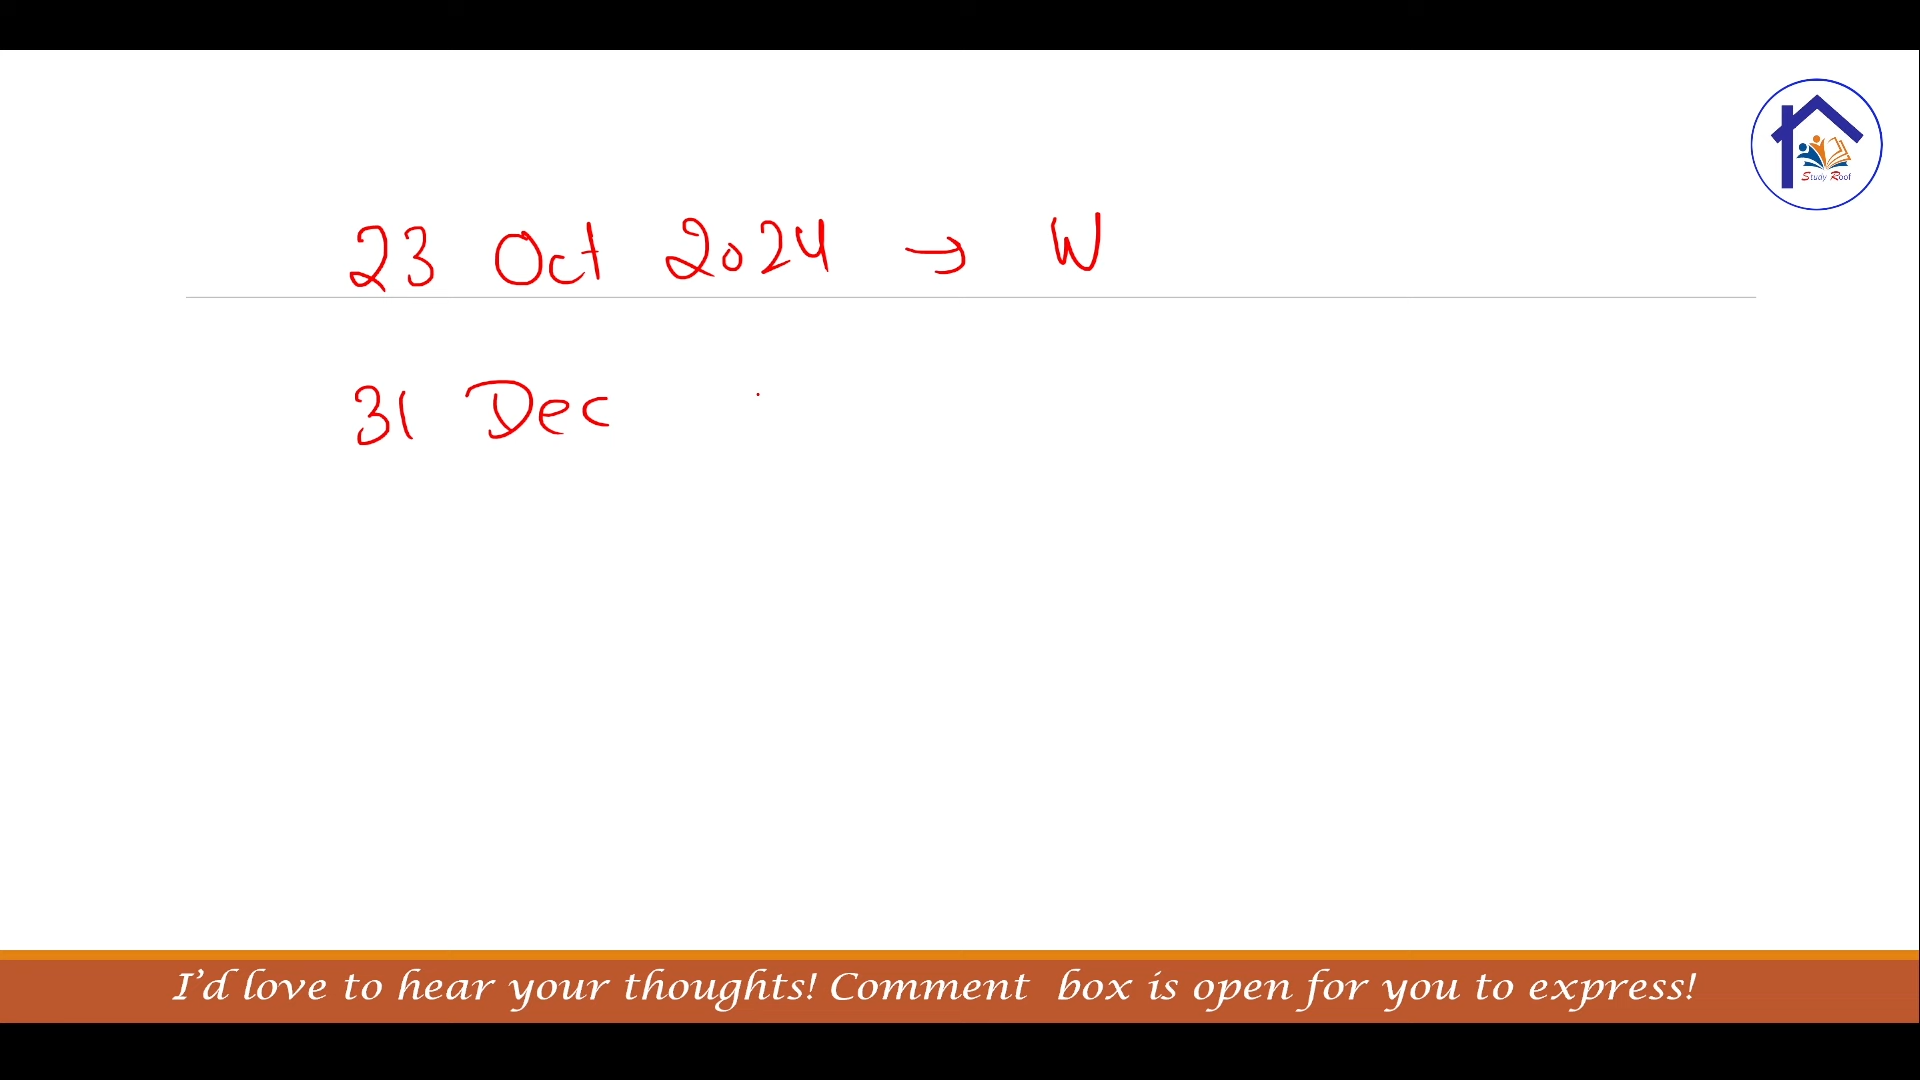 Study Roof
23 Oct 2024 → W
31 Dec
I'd love to hear your thoughts! Comment box is open for you to express!